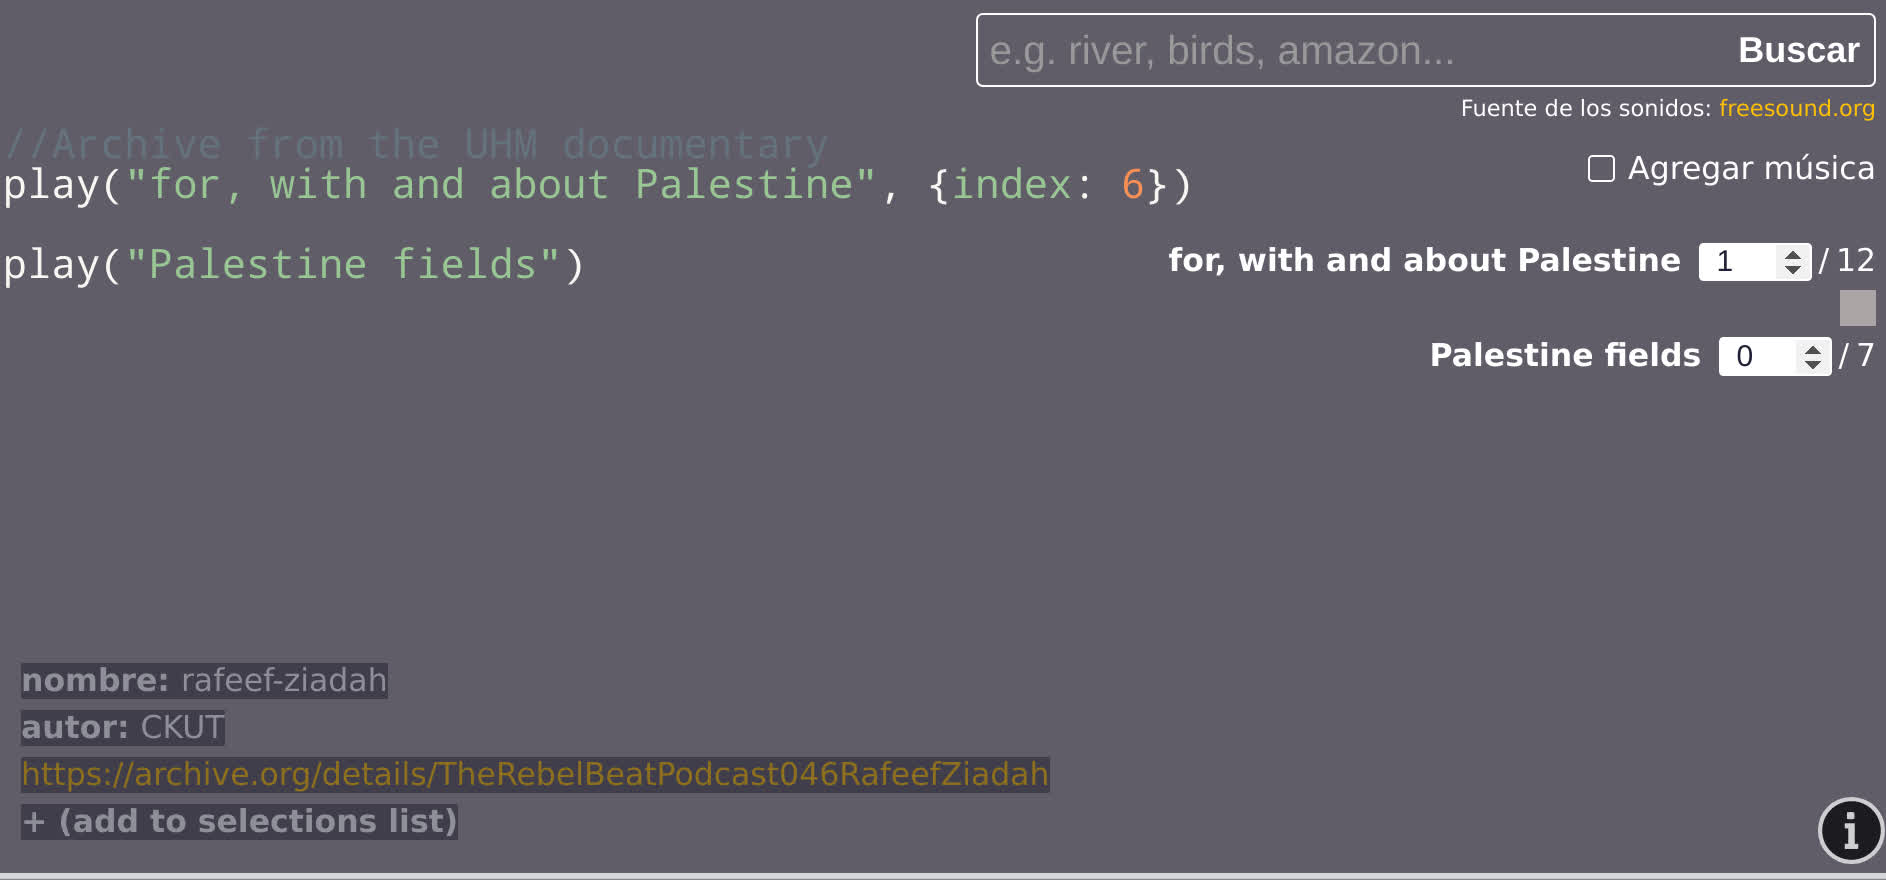 e.g. river, birds, amazon... Buscar
Fuente de los sonidos: freesound.org
//Archive from the UHM documentary
Agregar música
play("for, with and about Palestine", {index: 6})
for, with and about Palestine 1 / 12
play("Palestine fields")
Palestine fields 0 / 7
nombre: rafeef-ziadah
autor: CKUT
https://archive.org/details/TheRebelBeatPodcast046RafeefZiadah
+ (add to selections list)
i